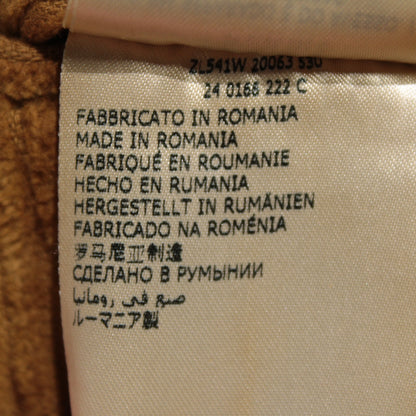 ZL541W 20063 530
24 0166 222 C
FABBRICATO IN ROMANIA
MADE IN ROMANIA
FABRIQUÉ EN ROUMANIE
HECHO EN RUMANIA
HERGESTELLT IN RUMÄNIEN
FABRICADO NA ROMÉNIA
罗马尼亚制造
СДЕЛАНО В РУМЫНИИ
صنع في رومانيا
ルーマニア製